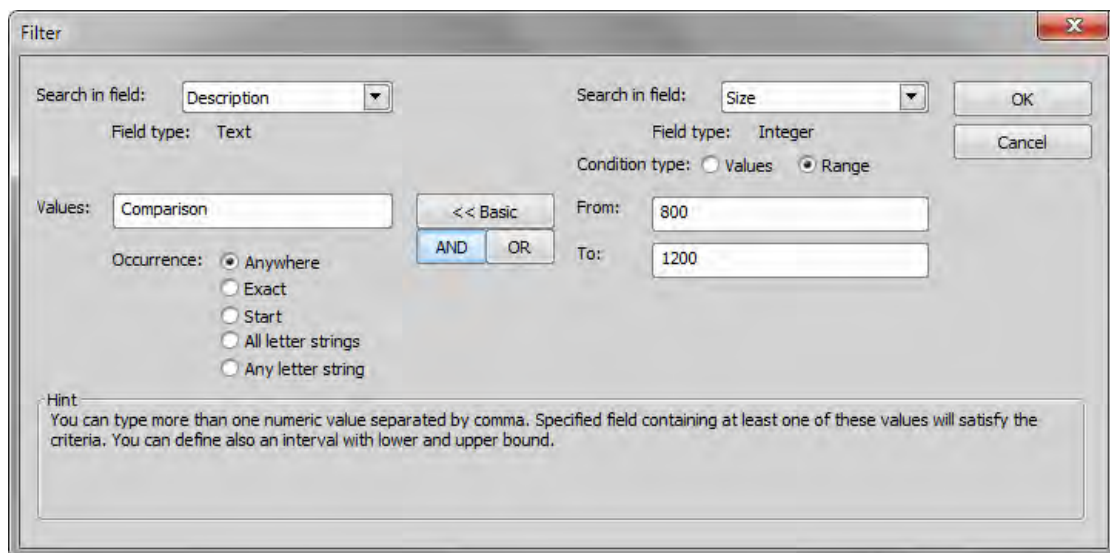 Filter
Search in field: Description
Field type: Text
Values: Comparison
Occurrence: Anywhere
Exact
Start
All letter strings
Any letter string
<< Basic
AND OR
Search in field: Size
Field type: Integer
Condition type: Values Range
From: 800
To: 1200
OK
Cancel
Hint
You can type more than one numeric value separated by comma. Specified field containing at least one of these values will satisfy the
criteria. You can define also an interval with lower and upper bound.